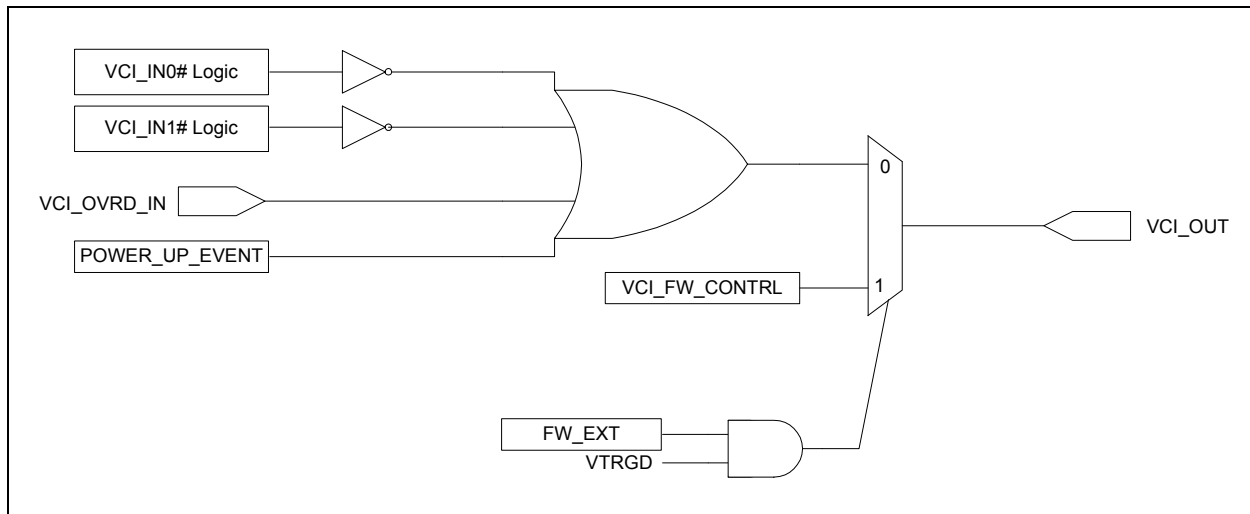 VCI_IN0# Logic
VCI_IN1# Logic
VCI_OVRD_IN
POWER_UP_EVENT
0
VCI_OUT
VCI_FW_CONTRL
1
FW_EXT
VTRGD